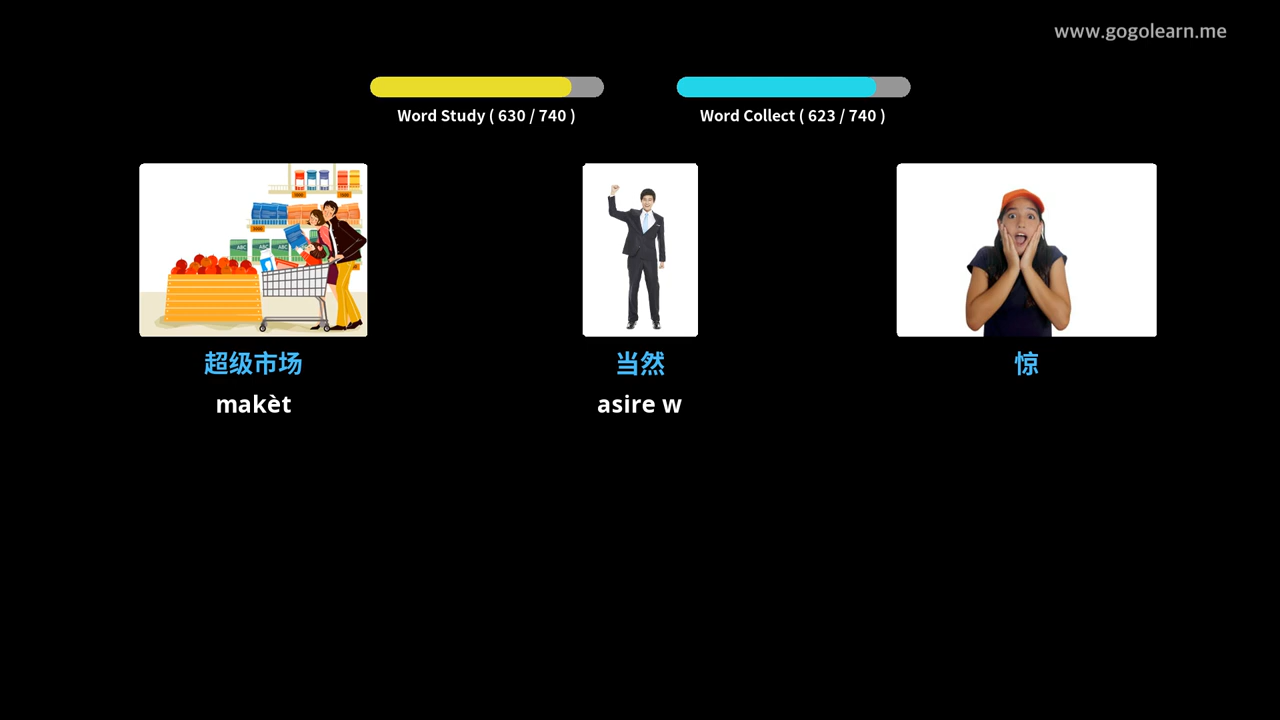 www.gogolearn.me
Word Study ( 630 / 740 )
Word Collect ( 623 / 740 )
超级市场
当然
惊
makèt
asire w